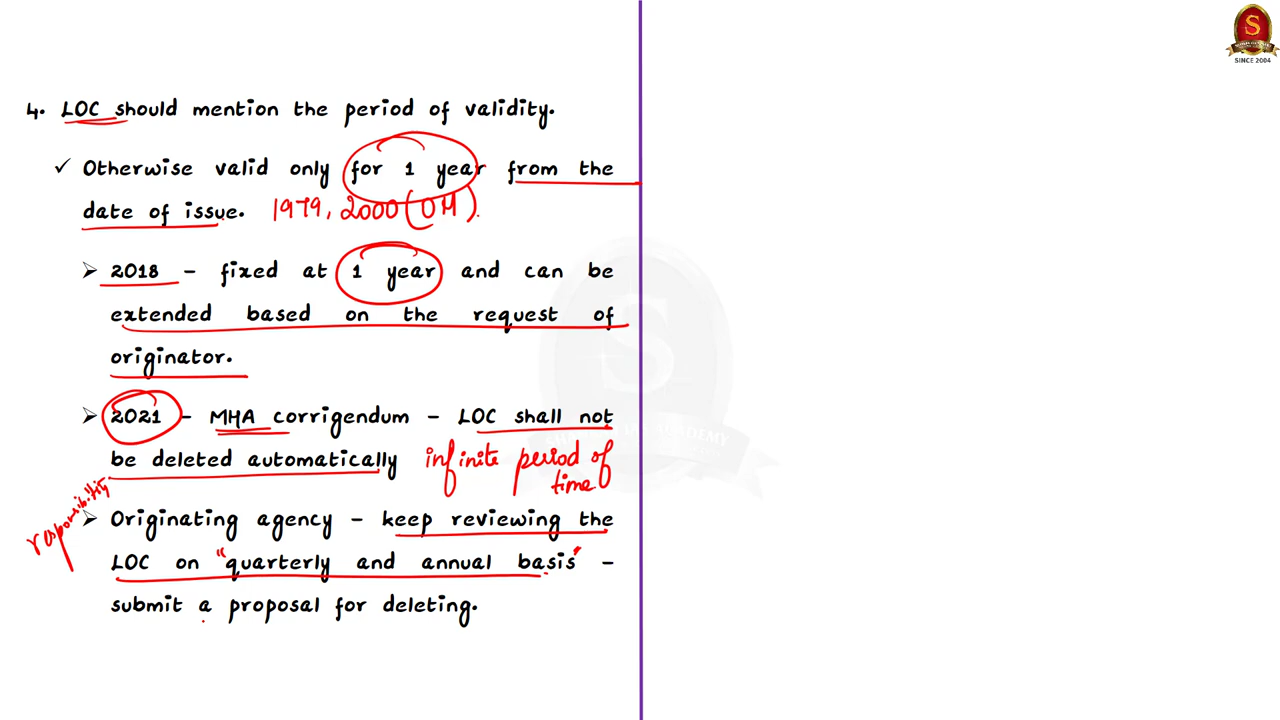 4. LOC should mention the period of validity.
✓ Otherwise valid only for 1 year from the
date of issue. 1979, 2000 (OM).
➤ 2018 - fixed at 1 year and can be
extended based on the request of
originator.
➤ 2021 - MHA corrigendum - LOC shall not
be deleted automatically infinite period of
time
responsibility
➤ Originating agency - keep reviewing the
LOC on "quarterly and annual basis" -
submit a proposal for deleting.
S
SINCE 2004